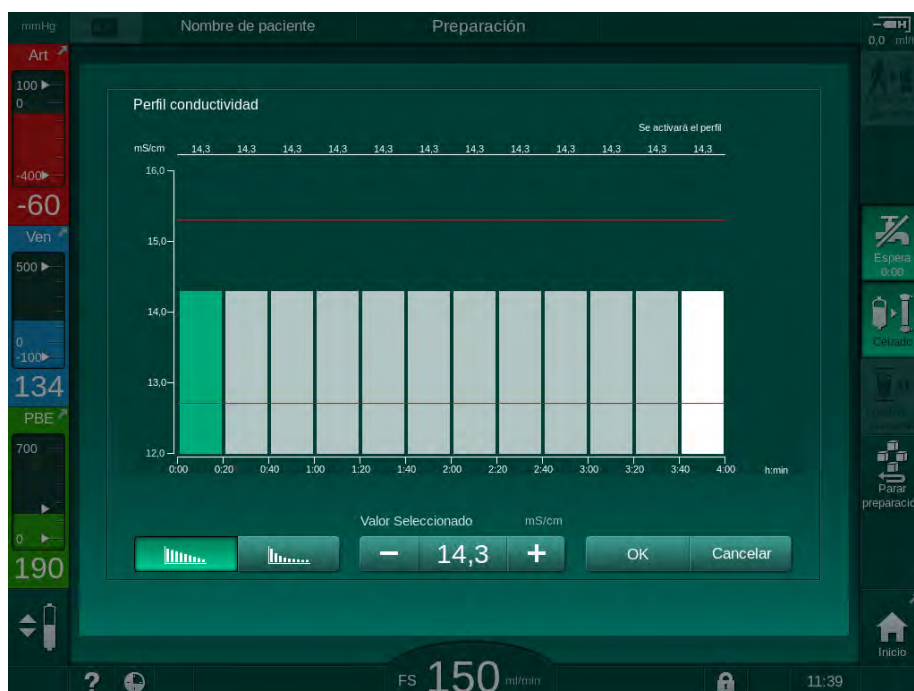 mmHg Nombre de paciente Preparación
0,0
Art
100
0
-400
-60
Ven
500
0
-100
134
PBE
700
0
190
Perfil conductividad
Se activará el perfil
mS/cm 14,3 14,3 14,3 14,3 14,3 14,3 14,3 14,3 14,3 14,3 14,3 14,3
16,0
15,0
14,0
13,0
12,0
0:00 0:20 0:40 1:00 1:20 1:40 2:00 2:20 2:40 3:00 3:20 3:40 4:00 h:min
Valor Seleccionado mS/cm
− 14,3 + OK Cancelar
Espera
0:00
Cebado
Parar
preparació
Inicio
? FS 150 ml/min 11:39